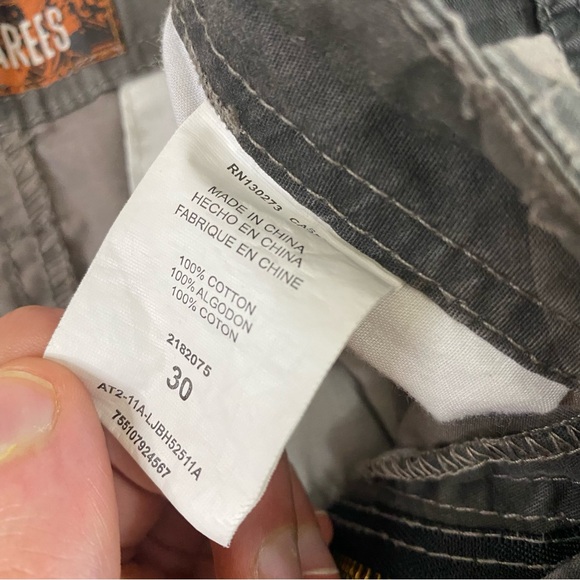 AREES
RN130273
MADE IN CHINA
HECHO EN CHINA
FABRIQUE EN CHINE
100% COTTON
100% ALGODON
100% COTON
2182075
30
AT2-11A-LJBH52511A
755107924567